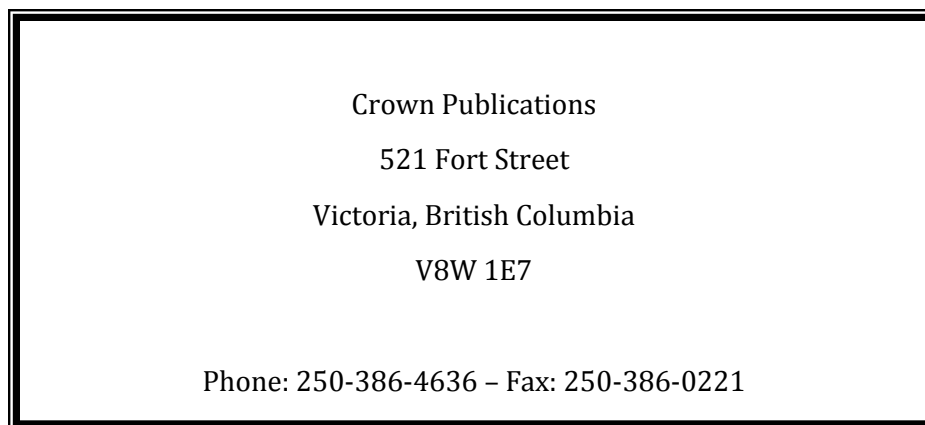 Crown Publications
521 Fort Street
Victoria, British Columbia
V8W 1E7
Phone: 250-386-4636 – Fax: 250-386-0221